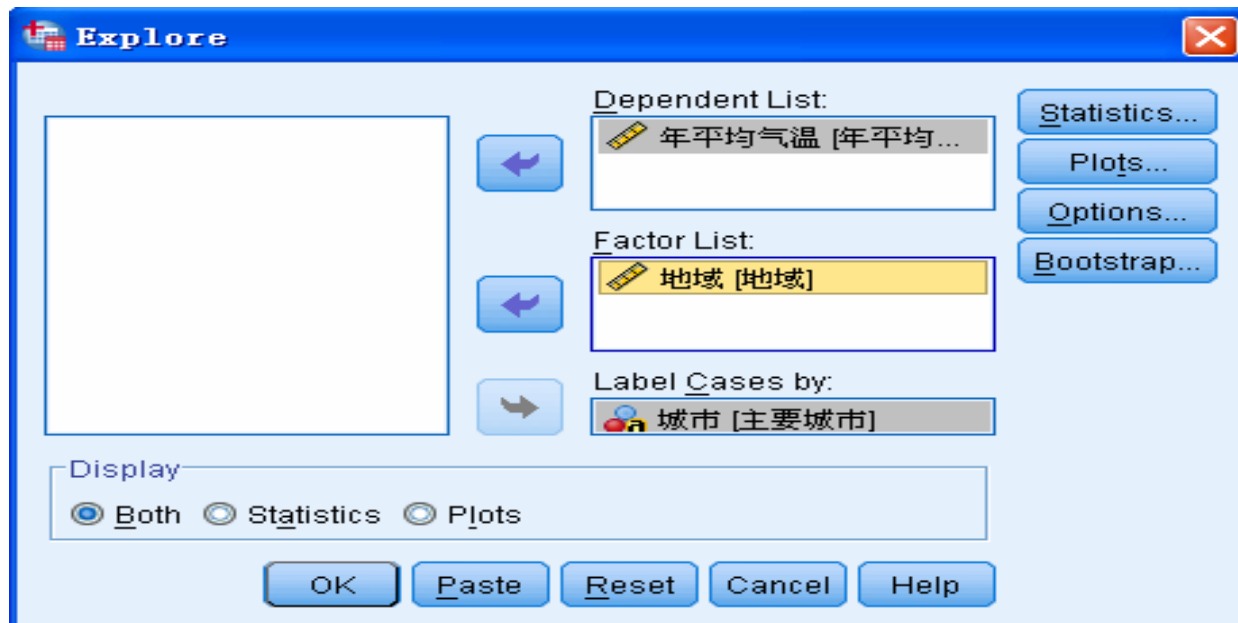 Explore
Dependent List:
年平均气温 [年平均...
Factor List:
地域 [地域]
Label Cases by:
a 城市 [主要城市]
Statistics...
Plots...
Options...
Bootstrap...
Display
Both Statistics Plots
OK Paste Reset Cancel Help